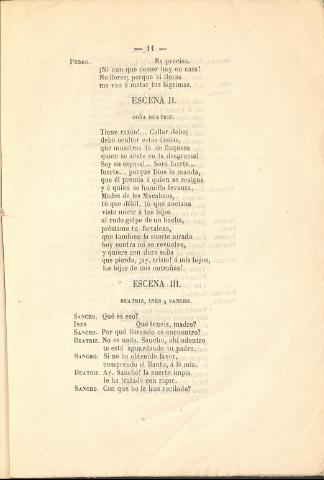 — 11 —
PEDRO. Es preciso.
¡Ni aun que comer hay en casa!
No llores; porque si lloras
me van á matar tus lágrimas.
ESCENA II.
DOÑA BEATRIZ.
Tiene razon!... Callar debo;
debo ocultar estas ánsias,
que muestras da de flaqueza
quien se abate en la desgracia!
Soy su esposa!... Seré fuerte...
fuerte... porque Dios lo manda,
que él premia á quien se resigna
y á quien se humilla levanta.
Madre de los Macabeos,
tú que débil, tú que anciana
viste morir á tus hijos
al rudo golpe de un hacha,
préstame tu fortaleza,
que tambien la suerte airada
hoy contra mí se revuelve,
y quiere con dura saña
que pierda, ¡ay, triste! á mis hijos,
los hijos de mis entrañas!
ESCENA III.
BEATRIZ, INÉS y SANCHO.
SANCHO. Qué es eso?
INÉS Qué teneis, madre?
SANCHO. Por qué llorando os encuentro?
BEATRIZ. No es nada. Sancho, ahí adentro
te está aguardando tu padre.
SANCHO. Si no ha obtenido favor,
comprendo el llanto, á fé mia.
BEATRIZ. Ay, Sancho! la suerte impía
le ha tratado con rigor.
SANCHO. Con que no le han recibido?